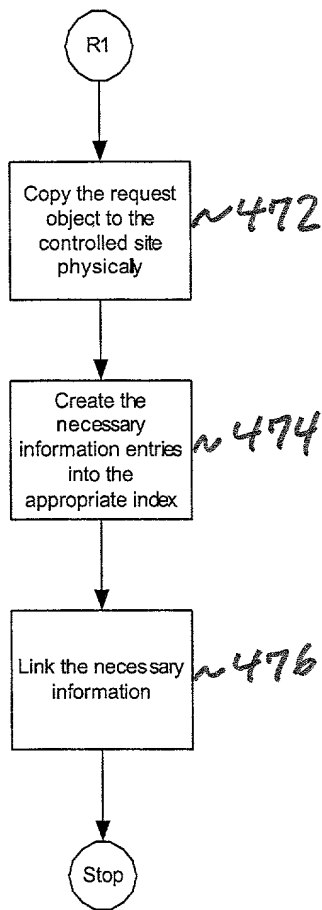 R1
Copy the request
object to the
controlled site
physically
~472
Create the
necessary
information entries
into the
appropriate index
~474
Link the necessary
information
~476
Stop